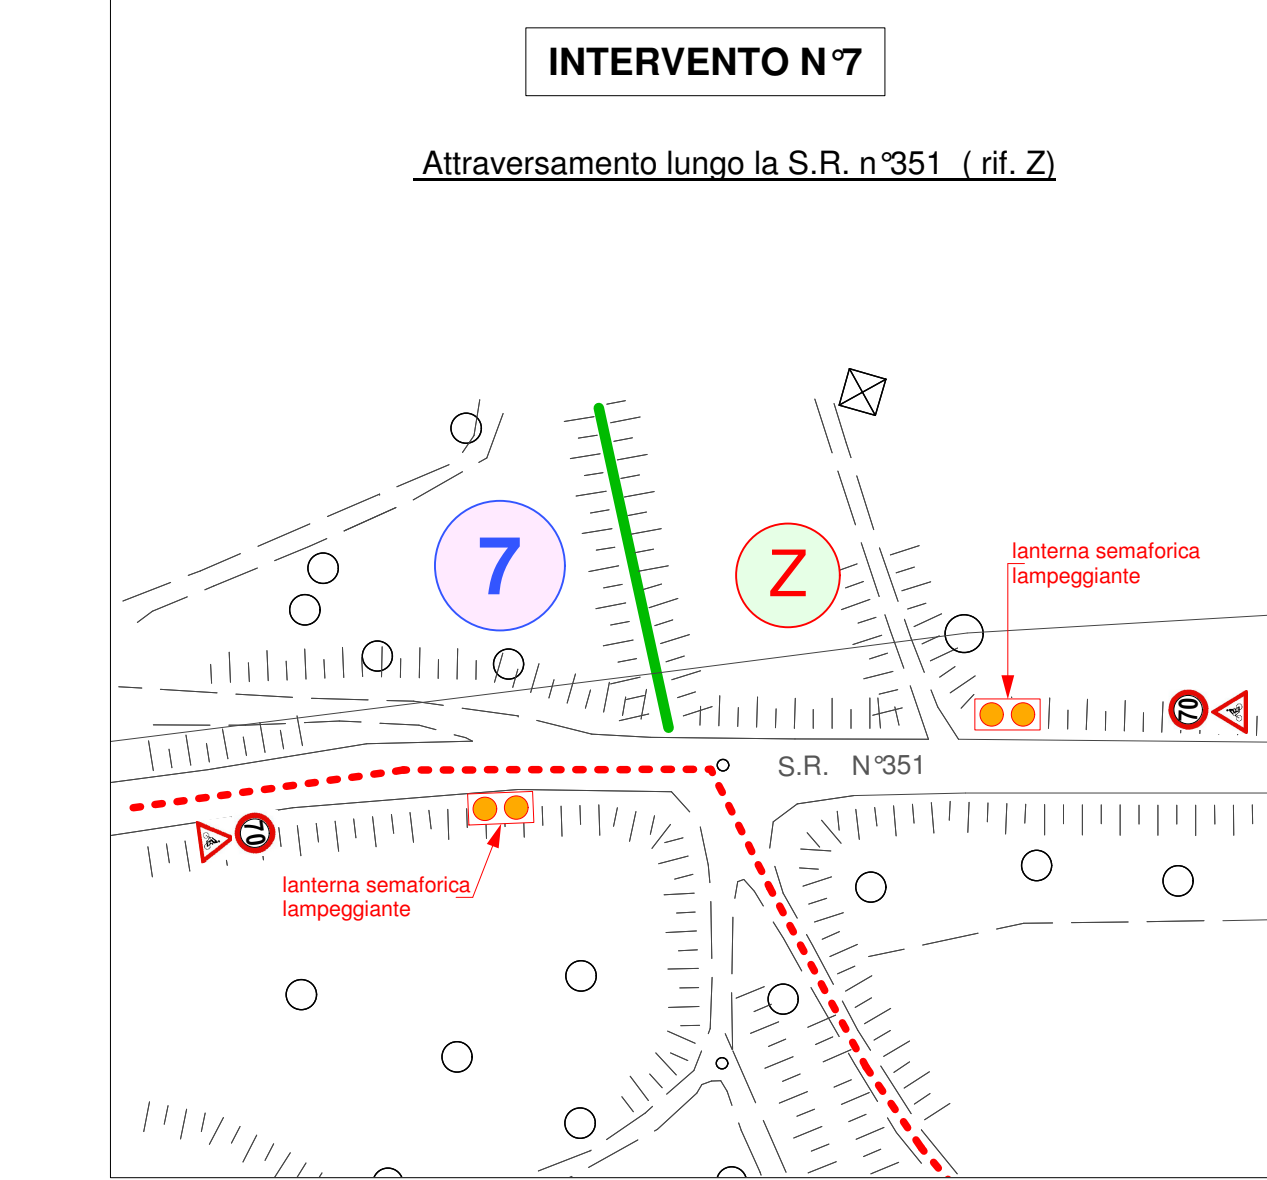 INTERVENTO N°7
Attraversamento lungo la S.R. n°351 ( rif. Z)
7
Z
lanterna semaforica
lampeggiante
70
S.R. N°351
70
lanterna semaforica
lampeggiante